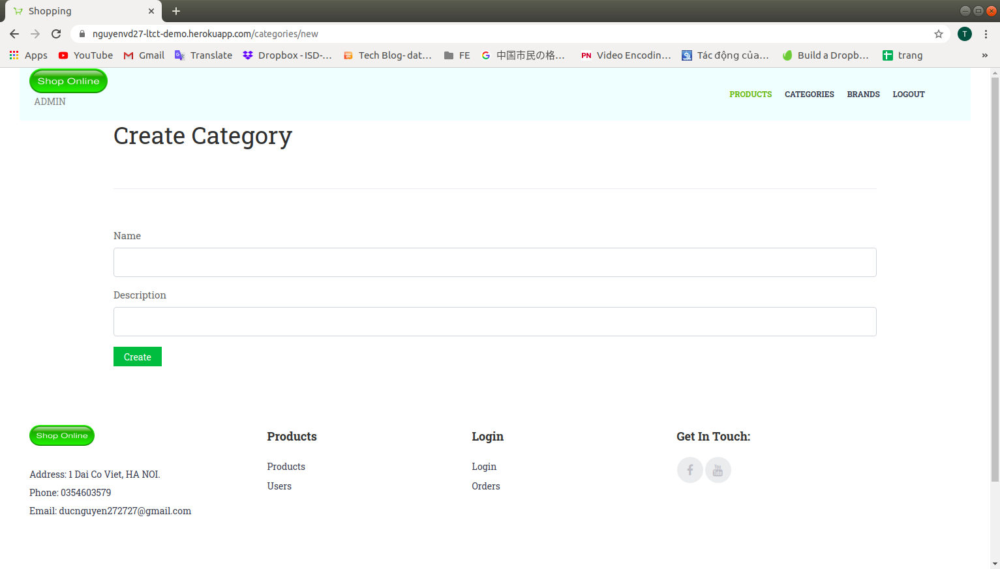 Shopping
nguyenvd27-ltct-demo.herokuapp.com/categories/new
T
Apps YouTube Gmail Translate Dropbox - ISD-... Tech Blog- dat... FE 中国市民の格... PN Video Encodin... Tác động của... Build a Dropb... trang »
Shop Online
ADMIN
PRODUCTS CATEGORIES BRANDS LOGOUT
Create Category
Name
Description
Create
Shop Online
Address: 1 Dai Co Viet, HA NOI.
Phone: 0354603579
Email: ducnguyen272727@gmail.com
Products
Products
Users
Login
Login
Orders
Get In Touch:
You Tube